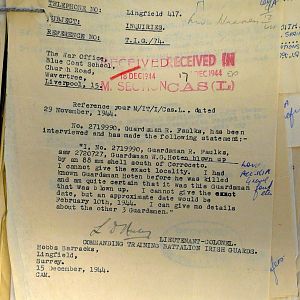 TELEPHONE NO: Lingfield 417.
SUBJECT: INQUIRIES.
REFERENCE NO: T.I.G./74.
The War Office,
Blue Coat School,
Church Road,
Wavertree,
Liverpool, 15.
RECEIVED
18 DEC 1944
M. SECTION
RECEIVED IN
17 DEC 1944
CAS (L)
Reference your M/IT/I/Cas.L. dated
29 November, 1944.
No. 2719990, Guardsman R. Faulks, has been
interviewed and has made the following statement:-
"I, No. 2719990, Guardsman R. Faulks,
saw 2720727, Guardsman W.G.Hoten blown up
by an 88 mm shell south of Carroceto.
I cannot give the exact locality. I had
known Guardsman Hoten before he was killed
and am quite certain that it was this Guardsman
that was blown up. I cannot give the exact
date, but an approximate date would be
February 10th, 1944. I can give no details
about the other 3 Guardsmen."
LIEUTENANT-COLONEL.
COMMANDING TRAINING BATTALION IRISH GUARDS.
Hobbs Barracks,
Lingfield,
Surrey.
15 December, 1944.
CAM.